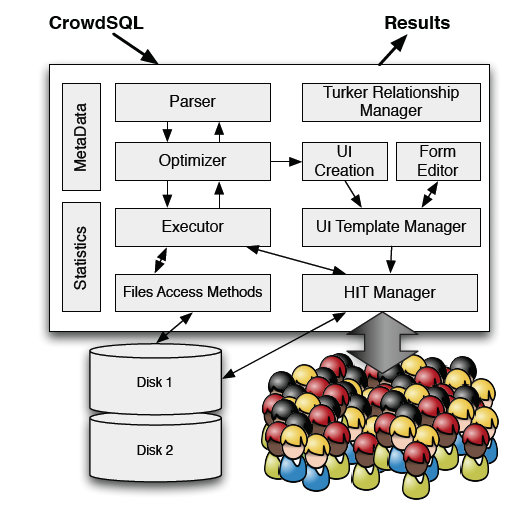 CrowdSQL
Results
MetaData
Parser
Turker Relationship
Manager
Optimizer
UI
Creation
Form
Editor
Statistics
Executor
UI Template Manager
Files Access Methods
HIT Manager
Disk 1
Disk 2